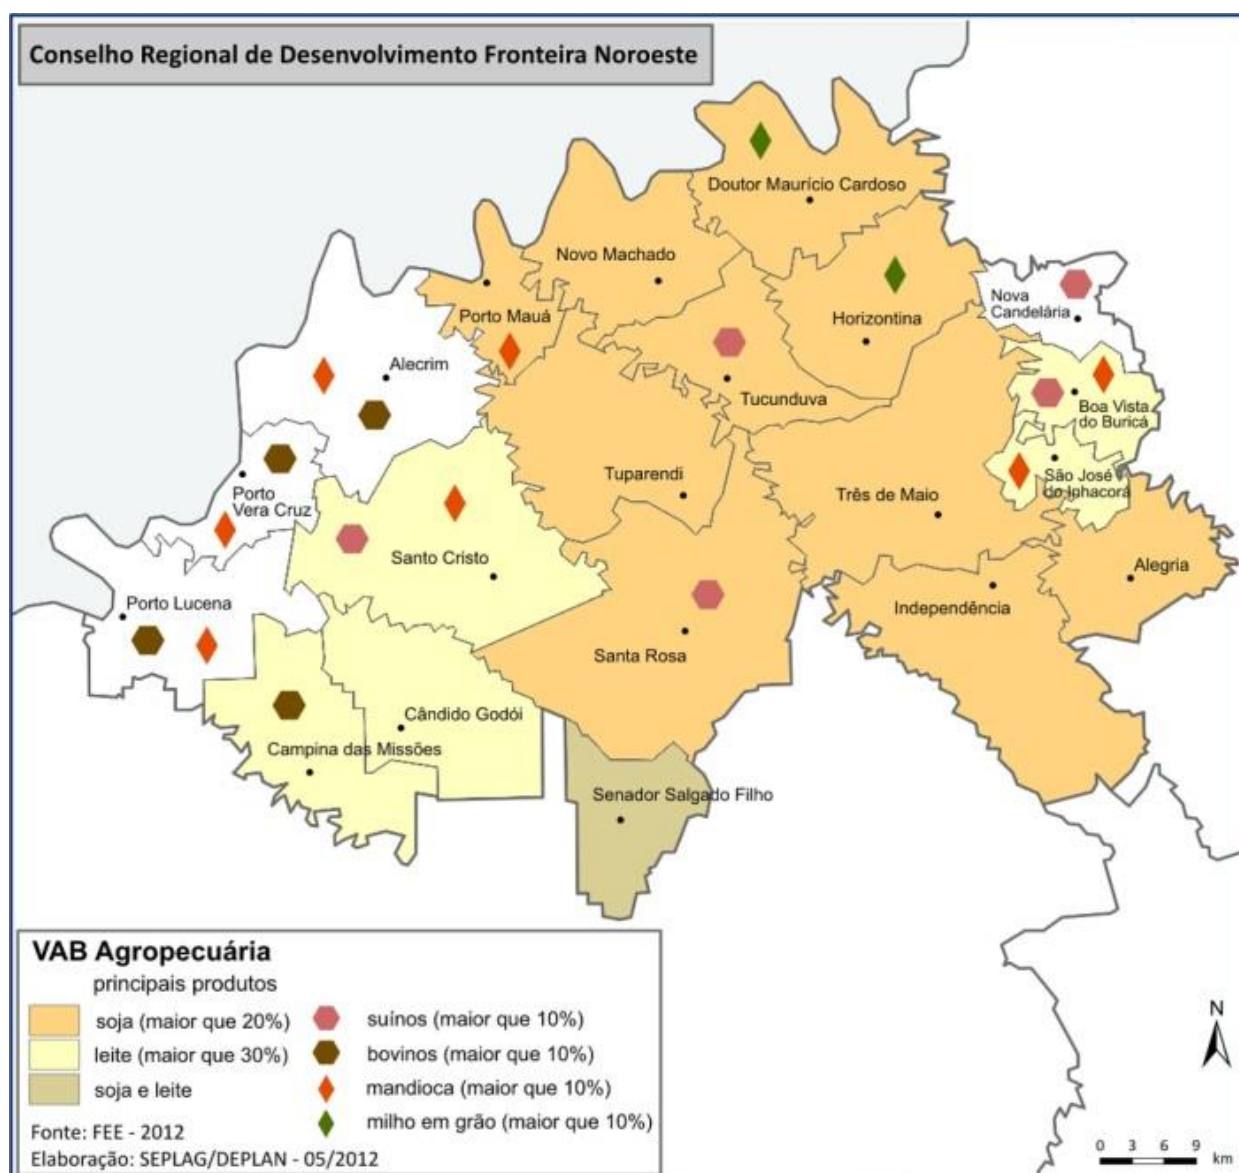 Conselho Regional de Desenvolvimento Fronteira Noroeste
Doutor Maurício Cardoso
Novo Machado
Nova
Candelária
Porto Mauá
Horizontina
Alecrim
Tucunduva
Boa Vista
do Buricá
Tuparendi
São José
do Inhacorá
Porto
Vera Cruz
Três de Maio
Santo Cristo
Alegria
Porto Lucena
Independência
Santa Rosa
Cândido Godói
Campina das Missões
Senador Salgado Filho
VAB Agropecuária
principais produtos
soja (maior que 20%)
leite (maior que 30%)
soja e leite
suínos (maior que 10%)
bovinos (maior que 10%)
mandioca (maior que 10%)
milho em grão (maior que 10%)
Fonte: FEE - 2012
Elaboração: SEPLAG/DEPLAN - 05/2012
N
0 3 6 9
km